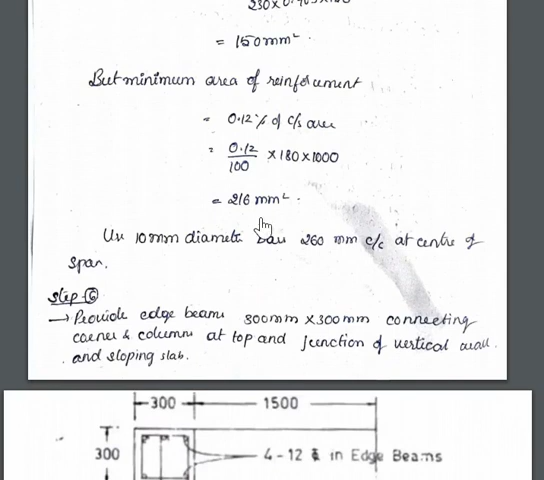 = 150mm²
But minimum area of reinforcement
= 0.12% of c/s area
= 0.12/100 × 180 × 1000
= 216 mm².
Use 10mm diameter bars 260 mm c/c at centre of
span.
Step ⑥
→ Provide edge beams 300mm × 300mm connecting
corner & columns at top and junction of vertical wall
and sloping slab.
300 1500
300 4-12 ϕ in Edge Beams